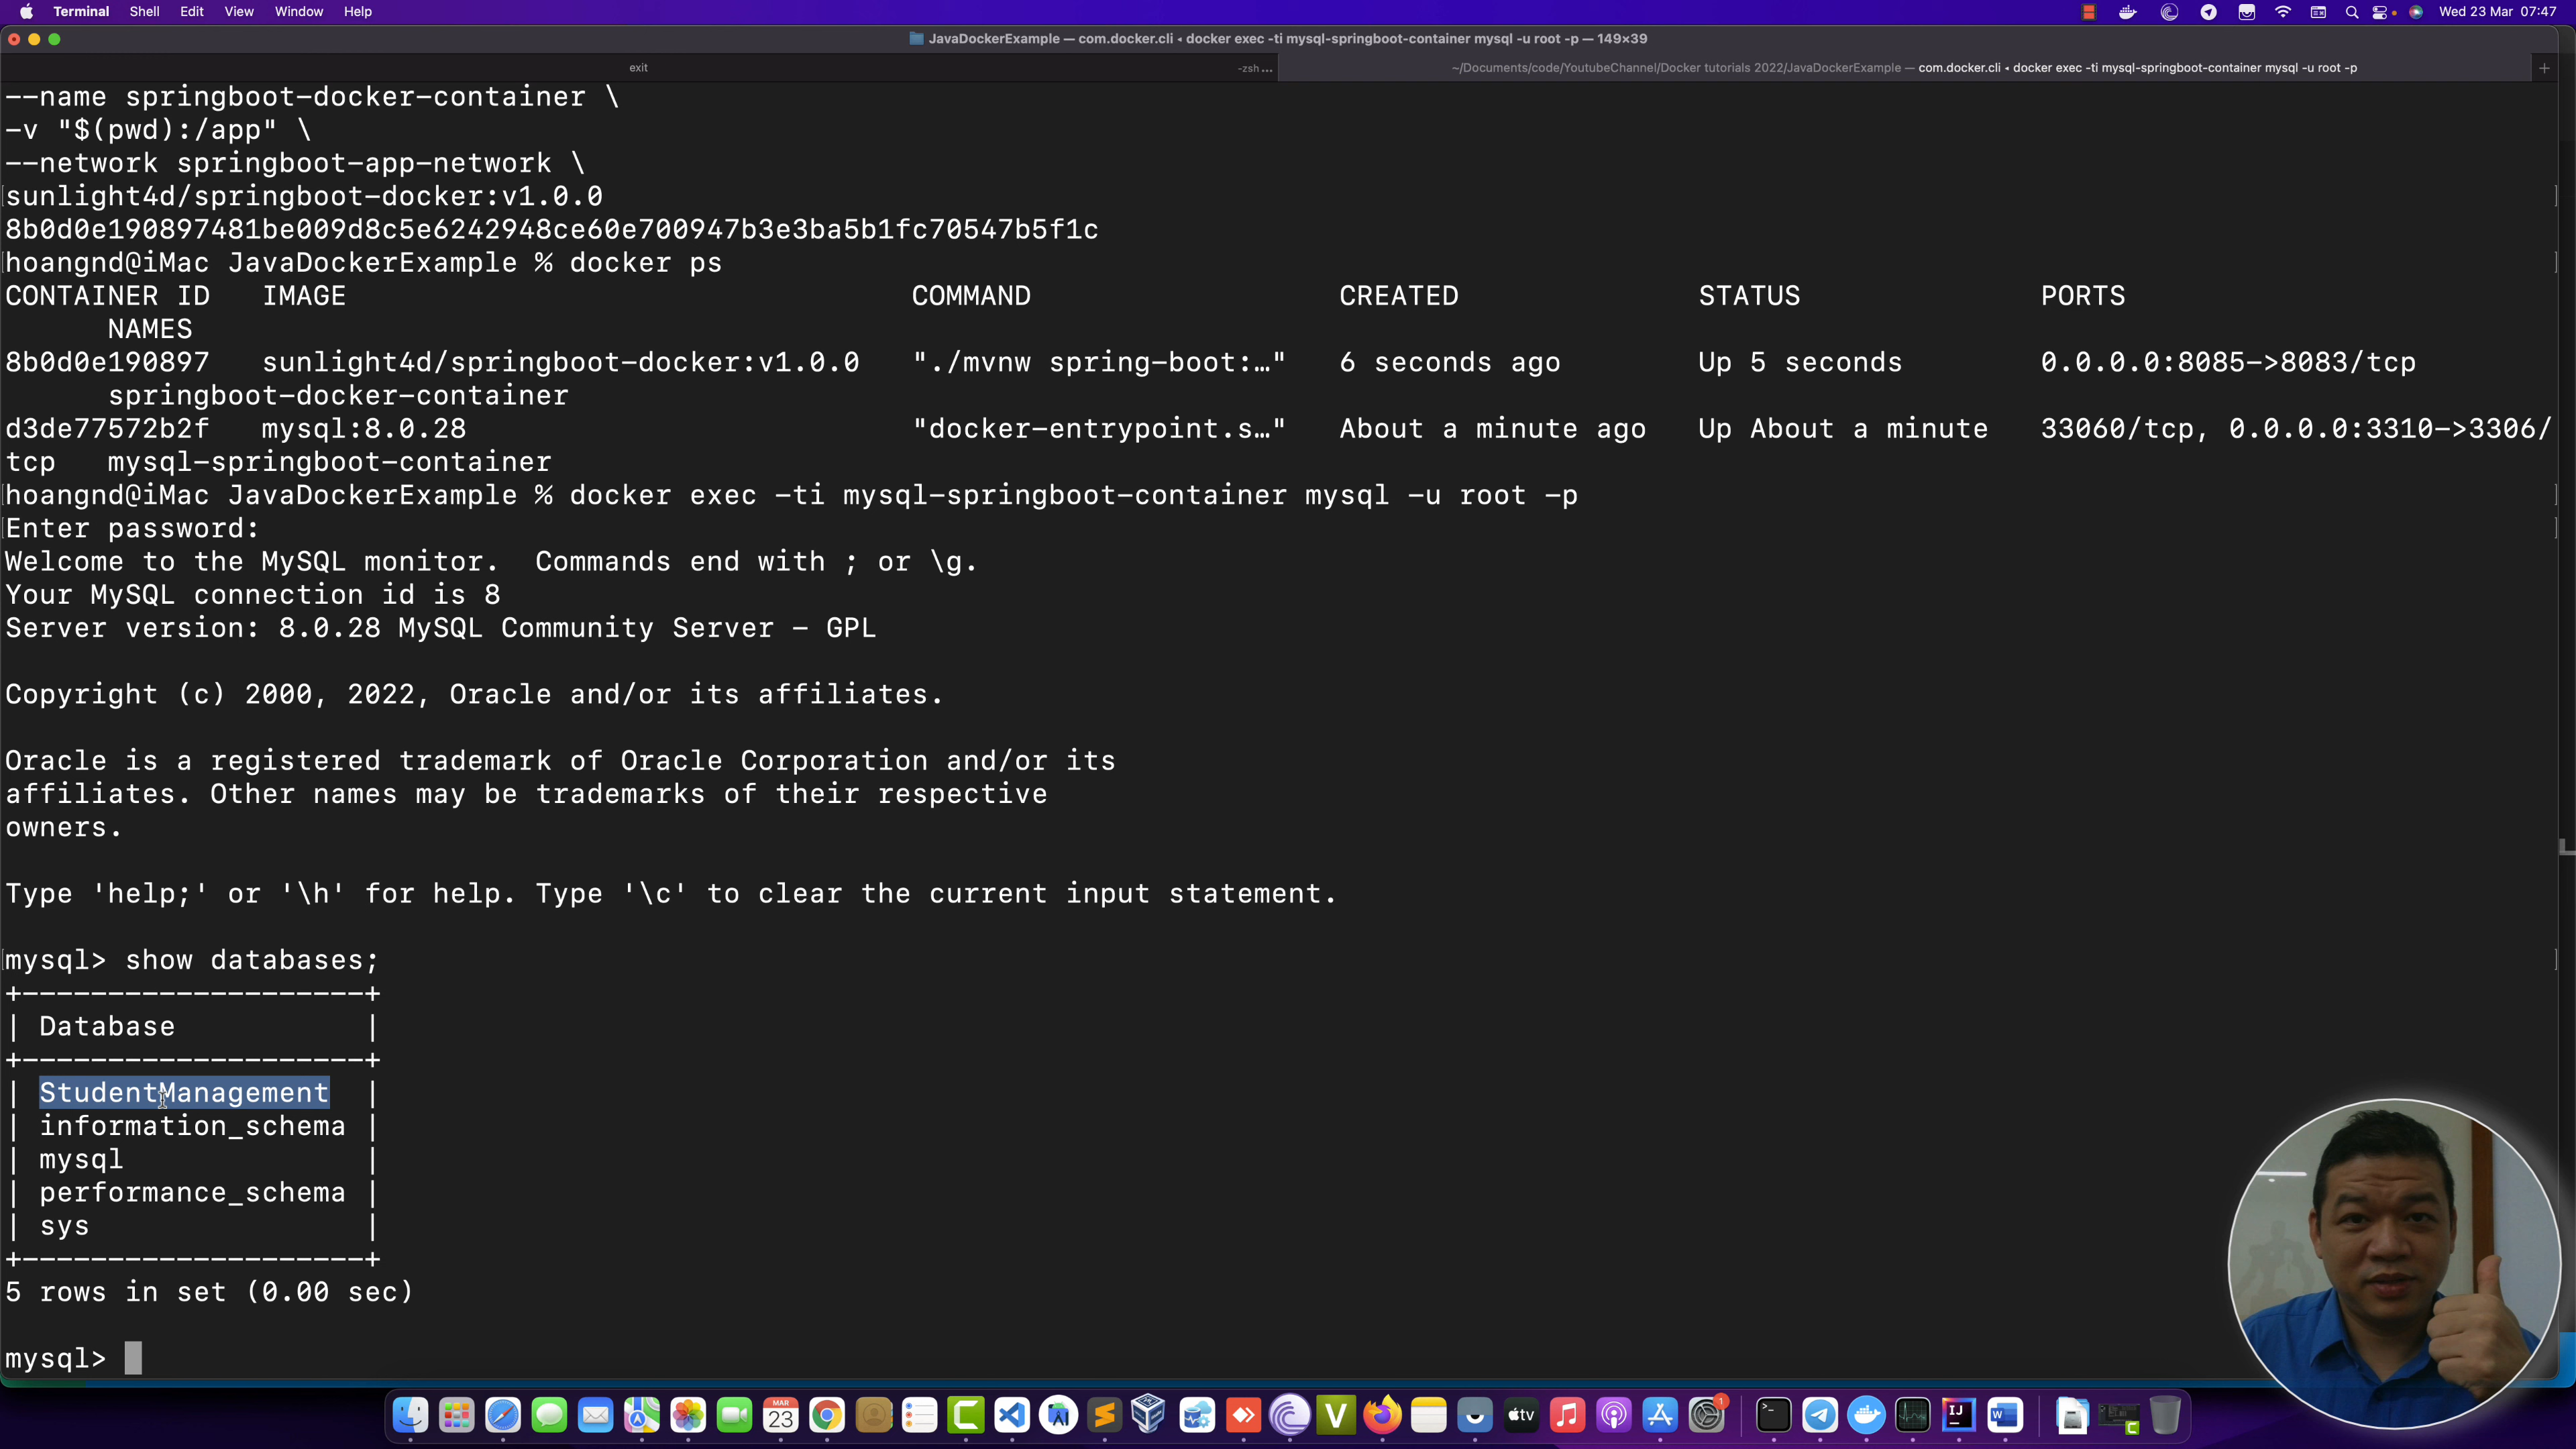 Terminal Shell Edit View Window Help Wed 23 Mar 07:47
JavaDockerExample — com.docker.cli ◂ docker exec -ti mysql-springboot-container mysql -u root -p — 149×39
exit -zsh... ~/Documents/code/YoutubeChannel/Docker tutorials 2022/JavaDockerExample — com.docker.cli ◂ docker exec -ti mysql-springboot-container mysql -u root -p +
--name springboot-docker-container \
-v "$(pwd):/app" \
--network springboot-app-network \
sunlight4d/springboot-docker:v1.0.0
8b0d0e190897481be009d8c5e6242948ce60e700947b3e3ba5b1fc70547b5f1c
hoangnd@iMac JavaDockerExample % docker ps
CONTAINER ID   IMAGE   COMMAND   CREATED   STATUS   PORTS
NAMES
8b0d0e190897   sunlight4d/springboot-docker:v1.0.0   "./mvnw spring-boot:…"   6 seconds ago   Up 5 seconds   0.0.0.0:8085->8083/tcp
springboot-docker-container
d3de77572b2f   mysql:8.0.28   "docker-entrypoint.s…"   About a minute ago   Up About a minute   33060/tcp, 0.0.0.0:3310->3306/
tcp   mysql-springboot-container
hoangnd@iMac JavaDockerExample % docker exec -ti mysql-springboot-container mysql -u root -p
Enter password:
Welcome to the MySQL monitor.  Commands end with ; or \g.
Your MySQL connection id is 8
Server version: 8.0.28 MySQL Community Server - GPL
Copyright (c) 2000, 2022, Oracle and/or its affiliates.
Oracle is a registered trademark of Oracle Corporation and/or its
affiliates. Other names may be trademarks of their respective
owners.
Type 'help;' or '\h' for help. Type '\c' to clear the current input statement.
mysql> show databases;
+--------------------+
| Database           |
+--------------------+
| StudentManagement  |
| information_schema |
| mysql              |
| performance_schema |
| sys                |
+--------------------+
5 rows in set (0.00 sec)
mysql>
MAR
23 tv 1 IJ W